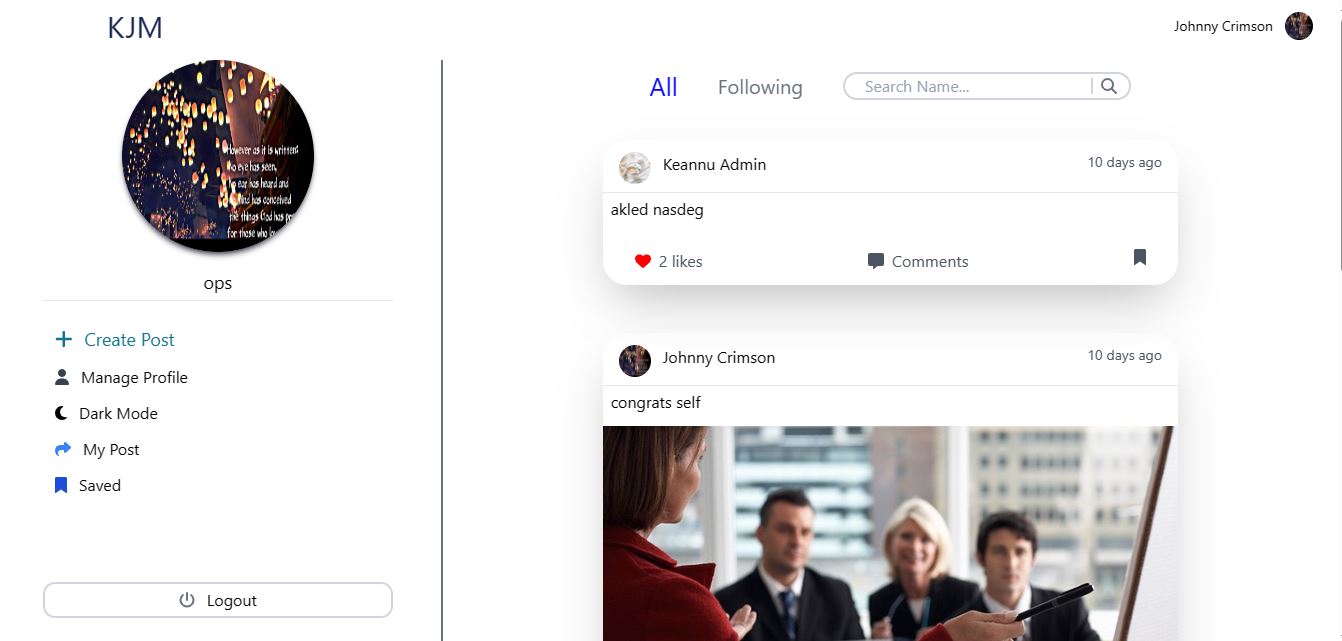 KJM
Johnny Crimson
However as it is written:
No eye has seen,
No ear has heard and
no mind has conceived
the things God has pr
for those who lo
ops
Create Post
Manage Profile
Dark Mode
My Post
Saved
Logout
All
Following
Search Name...
Keannu Admin
10 days ago
akled nasdeg
2 likes
Comments
Johnny Crimson
10 days ago
congrats self